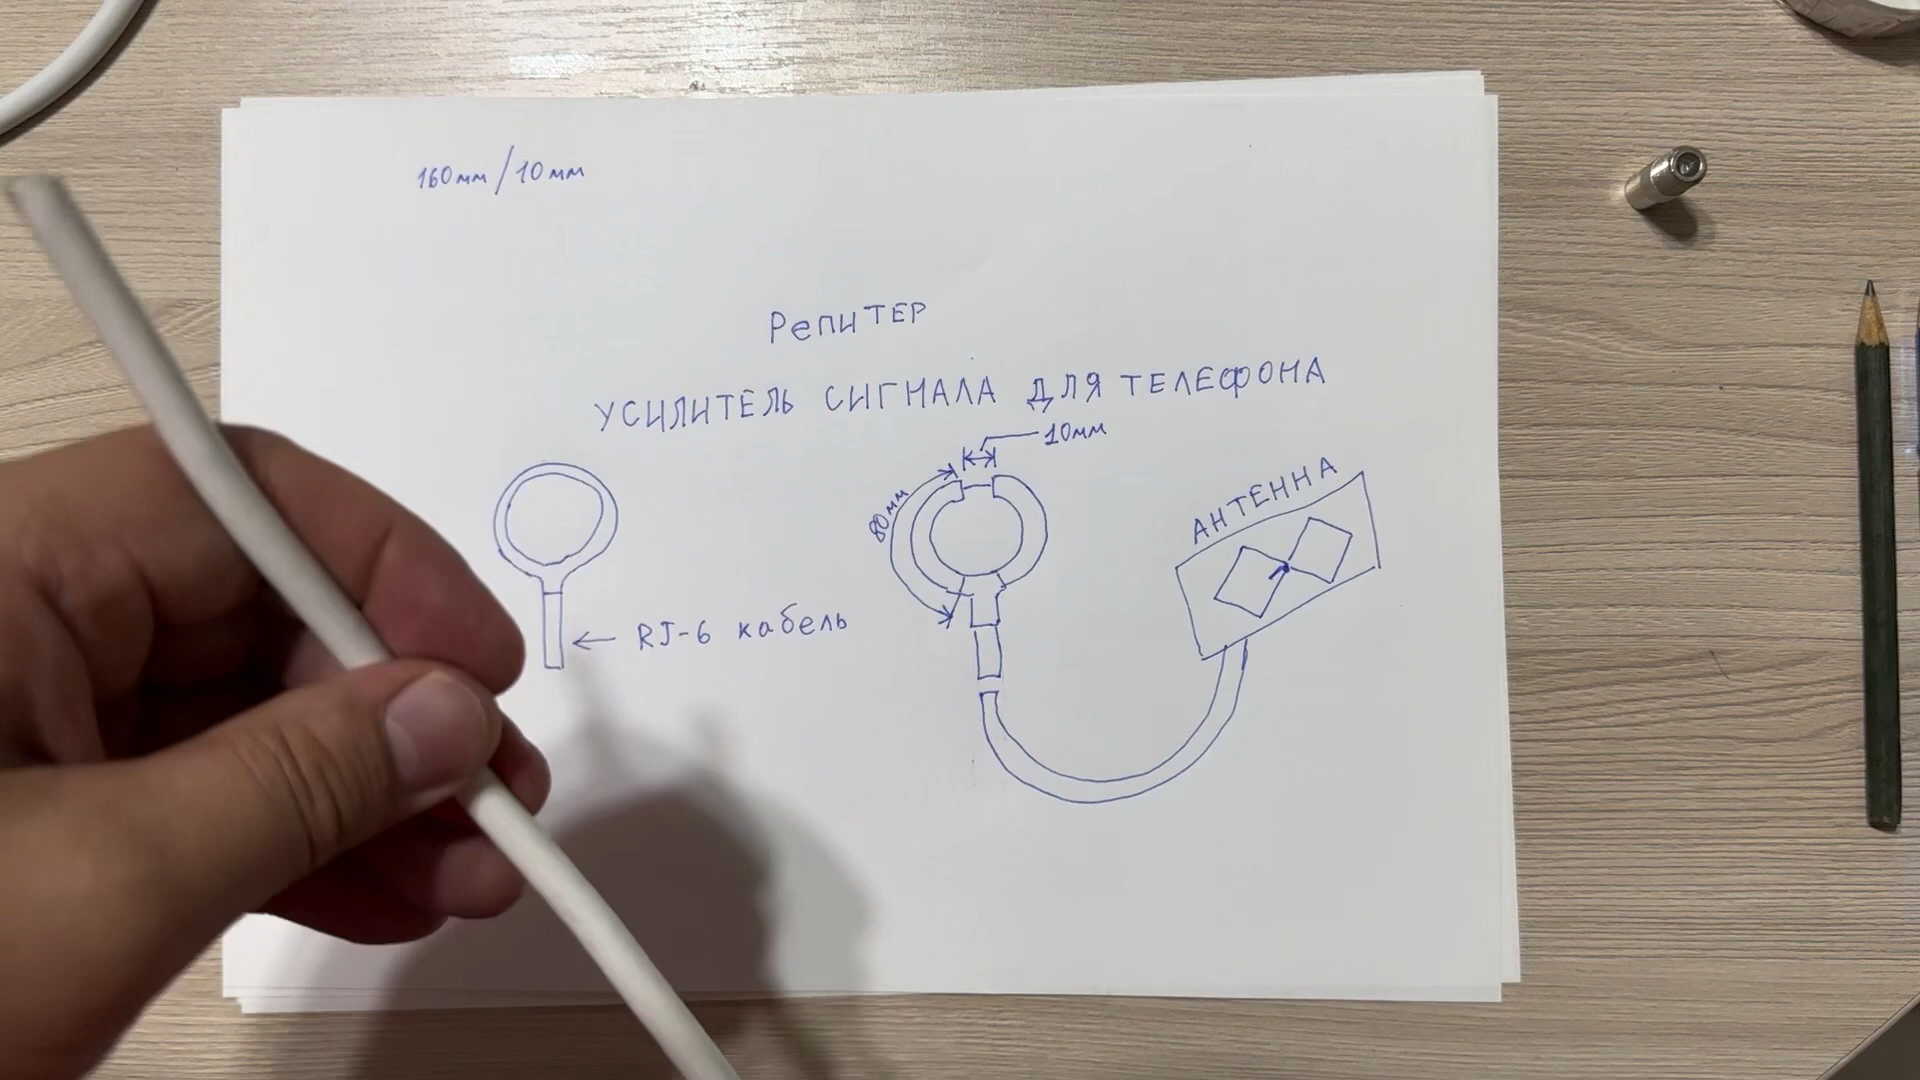 160мм/10мм
Репитер
УСИЛИТЕЛЬ СИГНАЛА ДЛЯ ТЕЛЕФОНА
10мм
80мм
АНТЕННА
RJ-6 кабель